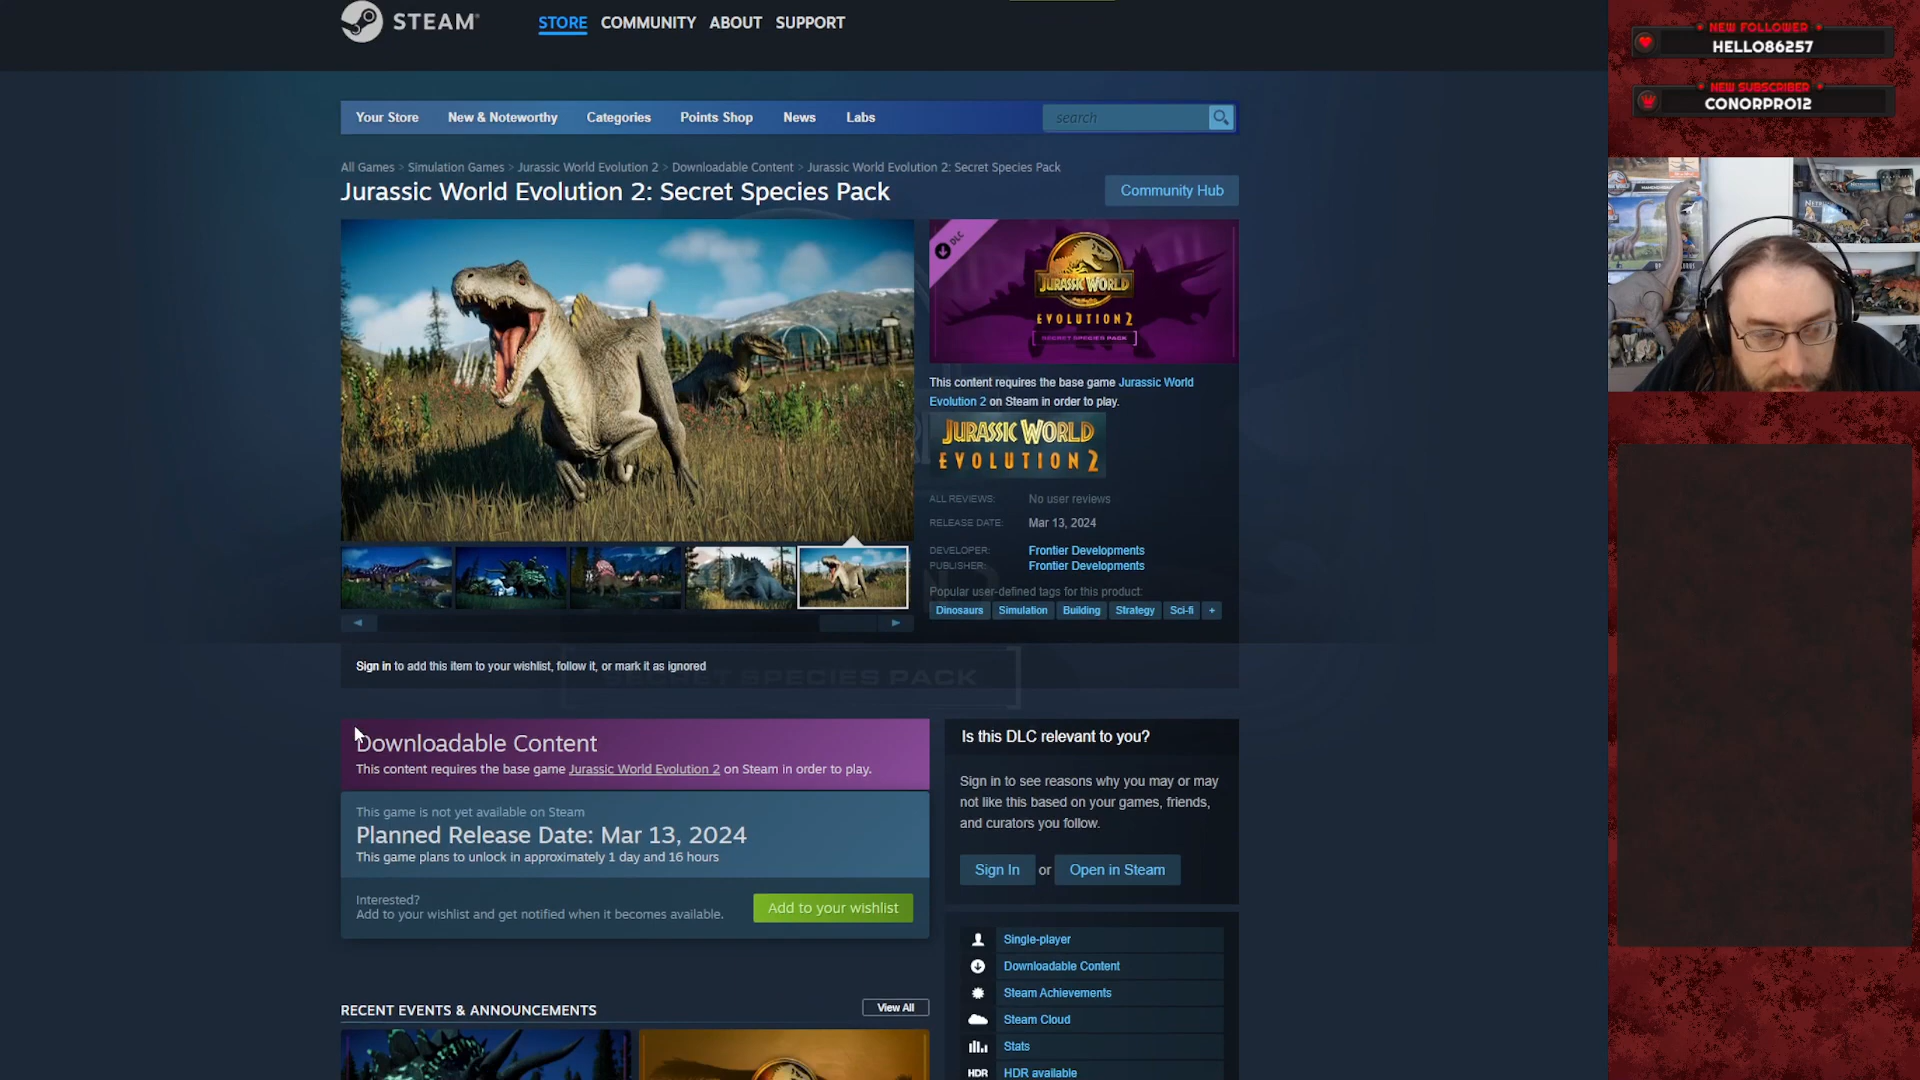 STEAM
STORE COMMUNITY ABOUT SUPPORT
NEW FOLLOWER
HELLO86257
NEW SUBSCRIBER
CONORPRO12
Your Store New & Noteworthy Categories Points Shop News Labs search
All Games > Simulation Games > Jurassic World Evolution 2 > Downloadable Content > Jurassic World Evolution 2: Secret Species Pack
Jurassic World Evolution 2: Secret Species Pack
Community Hub
DLC
JURASSIC WORLD
EVOLUTION 2
SECRET SPECIES PACK
This content requires the base game Jurassic World
Evolution 2 on Steam in order to play.
JURASSIC WORLD
EVOLUTION 2
ALL REVIEWS: No user reviews
RELEASE DATE: Mar 13, 2024
DEVELOPER: Frontier Developments
PUBLISHER: Frontier Developments
Popular user-defined tags for this product:
Dinosaurs Simulation Building Strategy Sci-fi +
Sign in to add this item to your wishlist, follow it, or mark it as ignored
SECRET SPECIES PACK
Downloadable Content
This content requires the base game Jurassic World Evolution 2 on Steam in order to play.
This game is not yet available on Steam
Planned Release Date: Mar 13, 2024
This game plans to unlock in approximately 1 day and 16 hours
Interested?
Add to your wishlist and get notified when it becomes available.
Add to your wishlist
Is this DLC relevant to you?
Sign in to see reasons why you may or may
not like this based on your games, friends,
and curators you follow.
Sign In or Open in Steam
Single-player
Downloadable Content
Steam Achievements
Steam Cloud
Stats
HDR HDR available
RECENT EVENTS & ANNOUNCEMENTS
View All